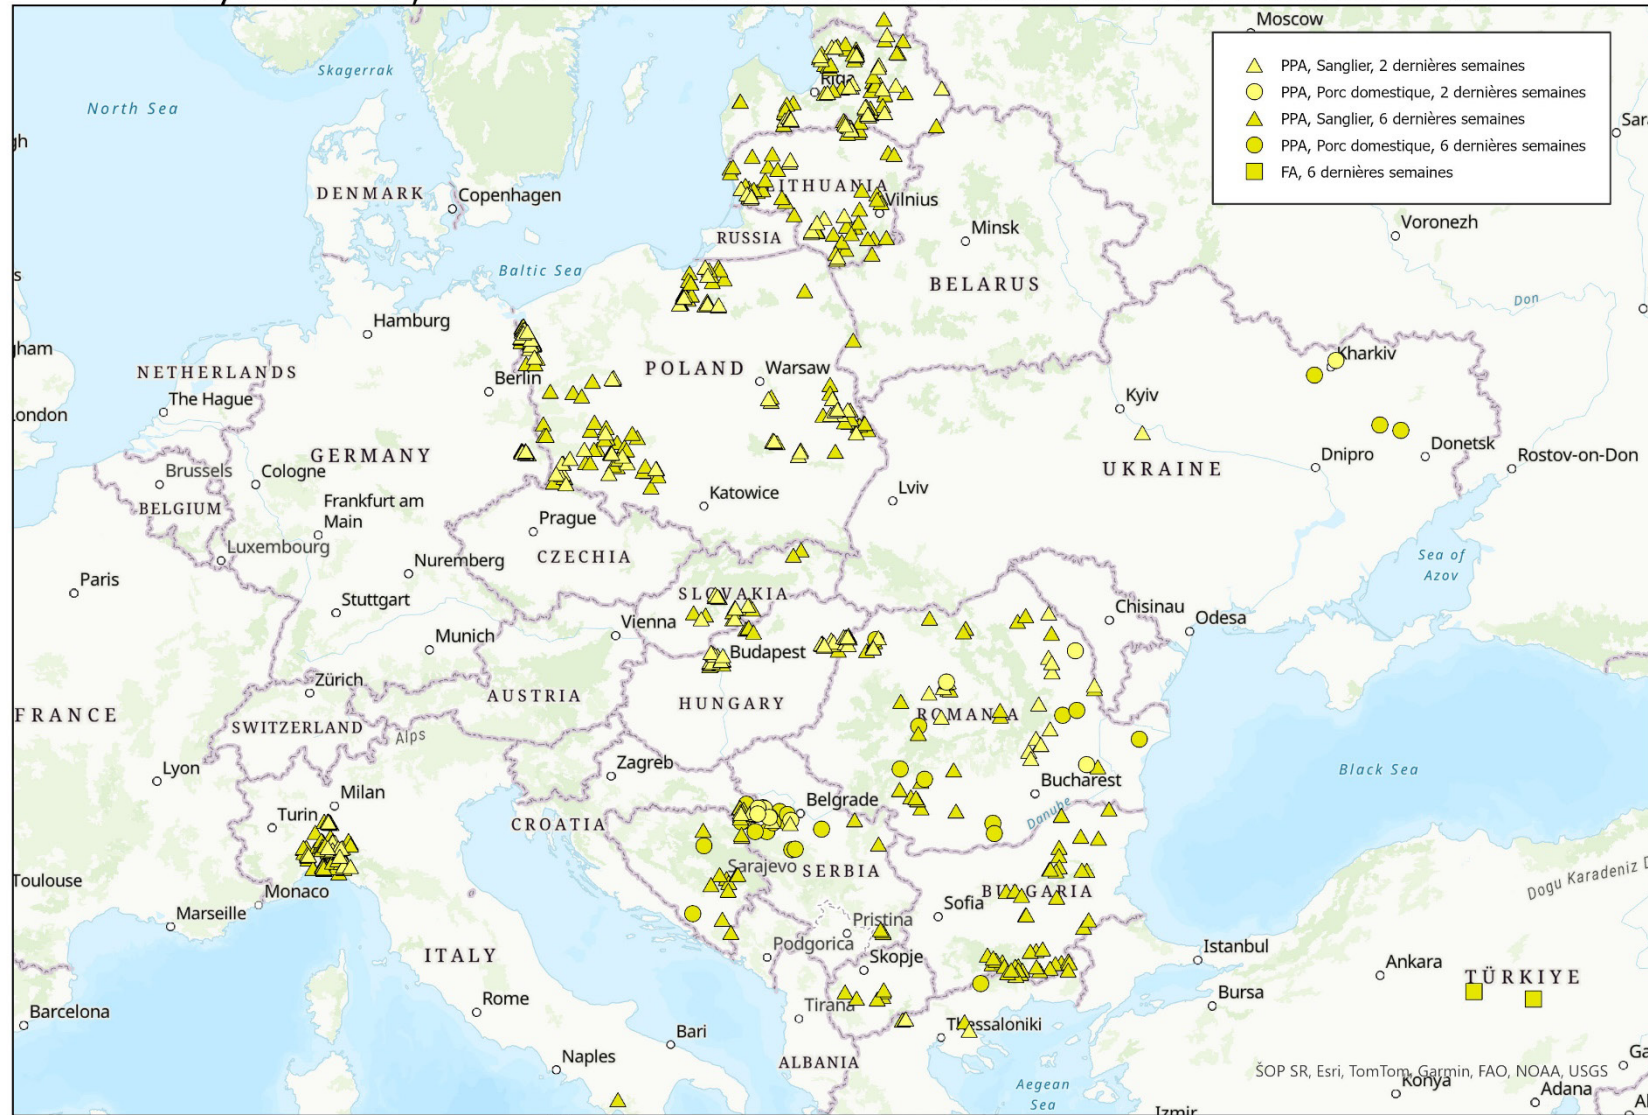 Moscow
Skagerrak
PPA, Sanglier, 2 dernières semaines
PPA, Porc domestique, 2 dernières semaines
PPA, Sanglier, 6 dernières semaines
PPA, Porc domestique, 6 dernières semaines
FA, 6 dernières semaines
North Sea
Riga
Sara
gh
DENMARK
Copenhagen
LITHUANIA
Vilnius
Voronezh
Minsk
RUSSIA
Baltic Sea
BELARUS
Don
Hamburg
gham
Kharkiv
NETHERLANDS
Berlin
POLAND
Warsaw
The Hague
Kyiv
London
GERMANY
Dnipro
Donetsk
Rostov-on-Don
Brussels
Cologne
UKRAINE
BELGIUM
Frankfurt am
Main
Katowice
Lviv
Prague
Luxembourg
CZECHIA
Sea of
Azov
Nuremberg
Paris
SLOVAKIA
Stuttgart
Chisinau
Odesa
Vienna
Munich
Budapest
Zürich
AUSTRIA
HUNGARY
FRANCE
SWITZERLAND
Alps
ROMANIA
Lyon
Zagreb
Black Sea
Bucharest
Milan
Belgrade
Turin
CROATIA
Danube
Sarajevo
SERBIA
Toulouse
Monaco
BULGARIA
Dogu Karadeniz D
Marseille
Sofia
Pristina
Podgorica
ITALY
Skopje
Istanbul
Ankara
TÜRKIYE
Rome
Tirana
Bursa
Barcelona
Bari
Thessaloniki
Naples
ALBANIA
Ga
ŠOP SR, Esri, TomTom, Garmin, FAO, NOAA, USGS
Konya
Adana
Aegean
Sea
Izmir